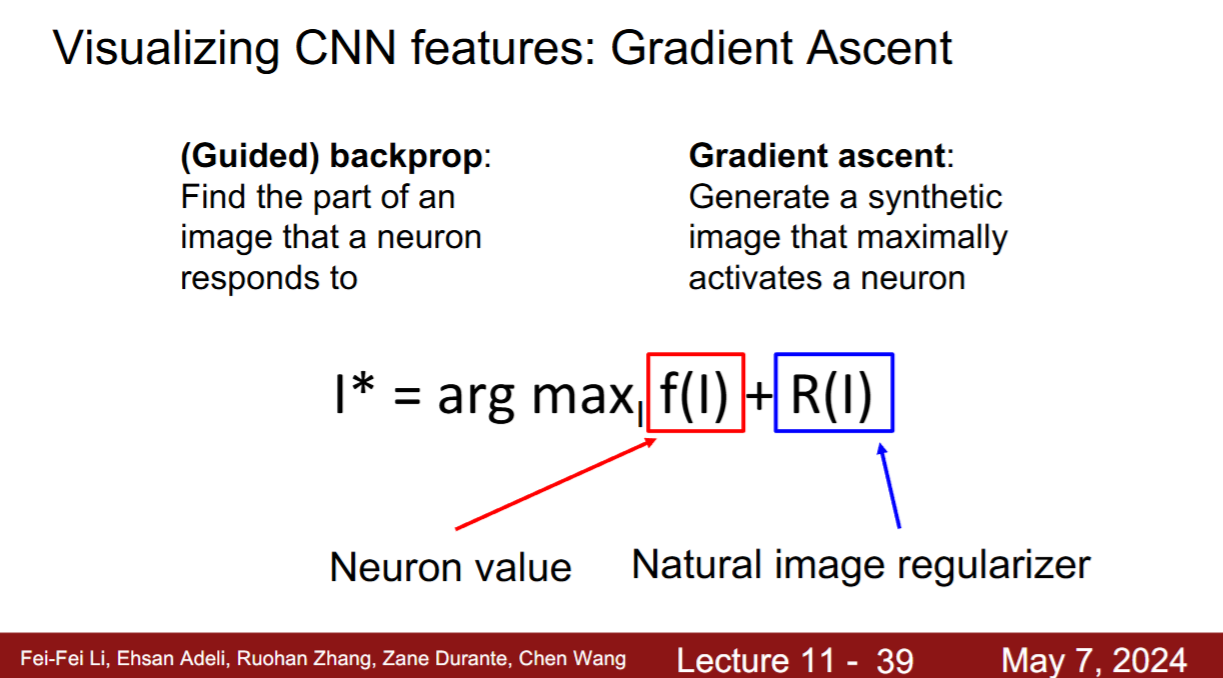 Visualizing CNN features: Gradient Ascent
(Guided) backprop:
Find the part of an
image that a neuron
responds to
Gradient ascent:
Generate a synthetic
image that maximally
activates a neuron
I* = arg max_I f(I) + R(I)
Neuron value
Natural image regularizer
Fei-Fei Li, Ehsan Adeli, Ruohan Zhang, Zane Durante, Chen Wang
Lecture 11 - 39
May 7, 2024